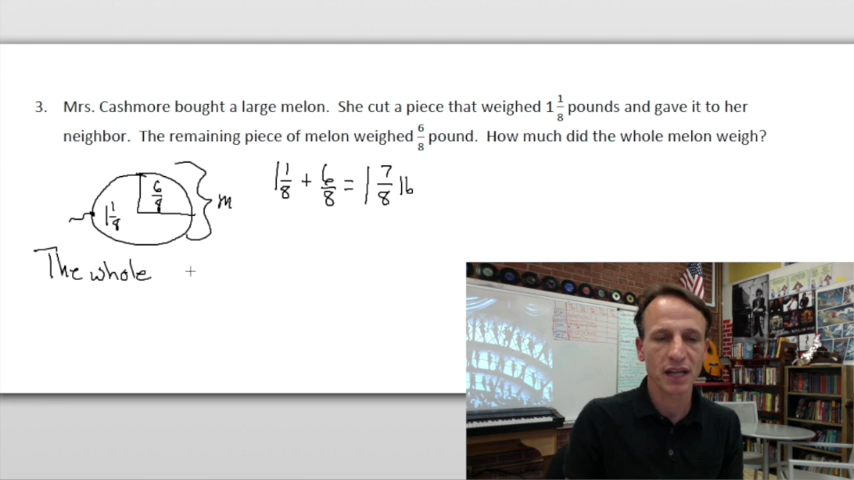 3. Mrs. Cashmore bought a large melon. She cut a piece that weighed 1 1/8 pounds and gave it to her
neighbor. The remaining piece of melon weighed 6/8 pound. How much did the whole melon weigh?
6/8
1 1/8
m
1 1/8 + 6/8 = 1 7/8 lb
The whole